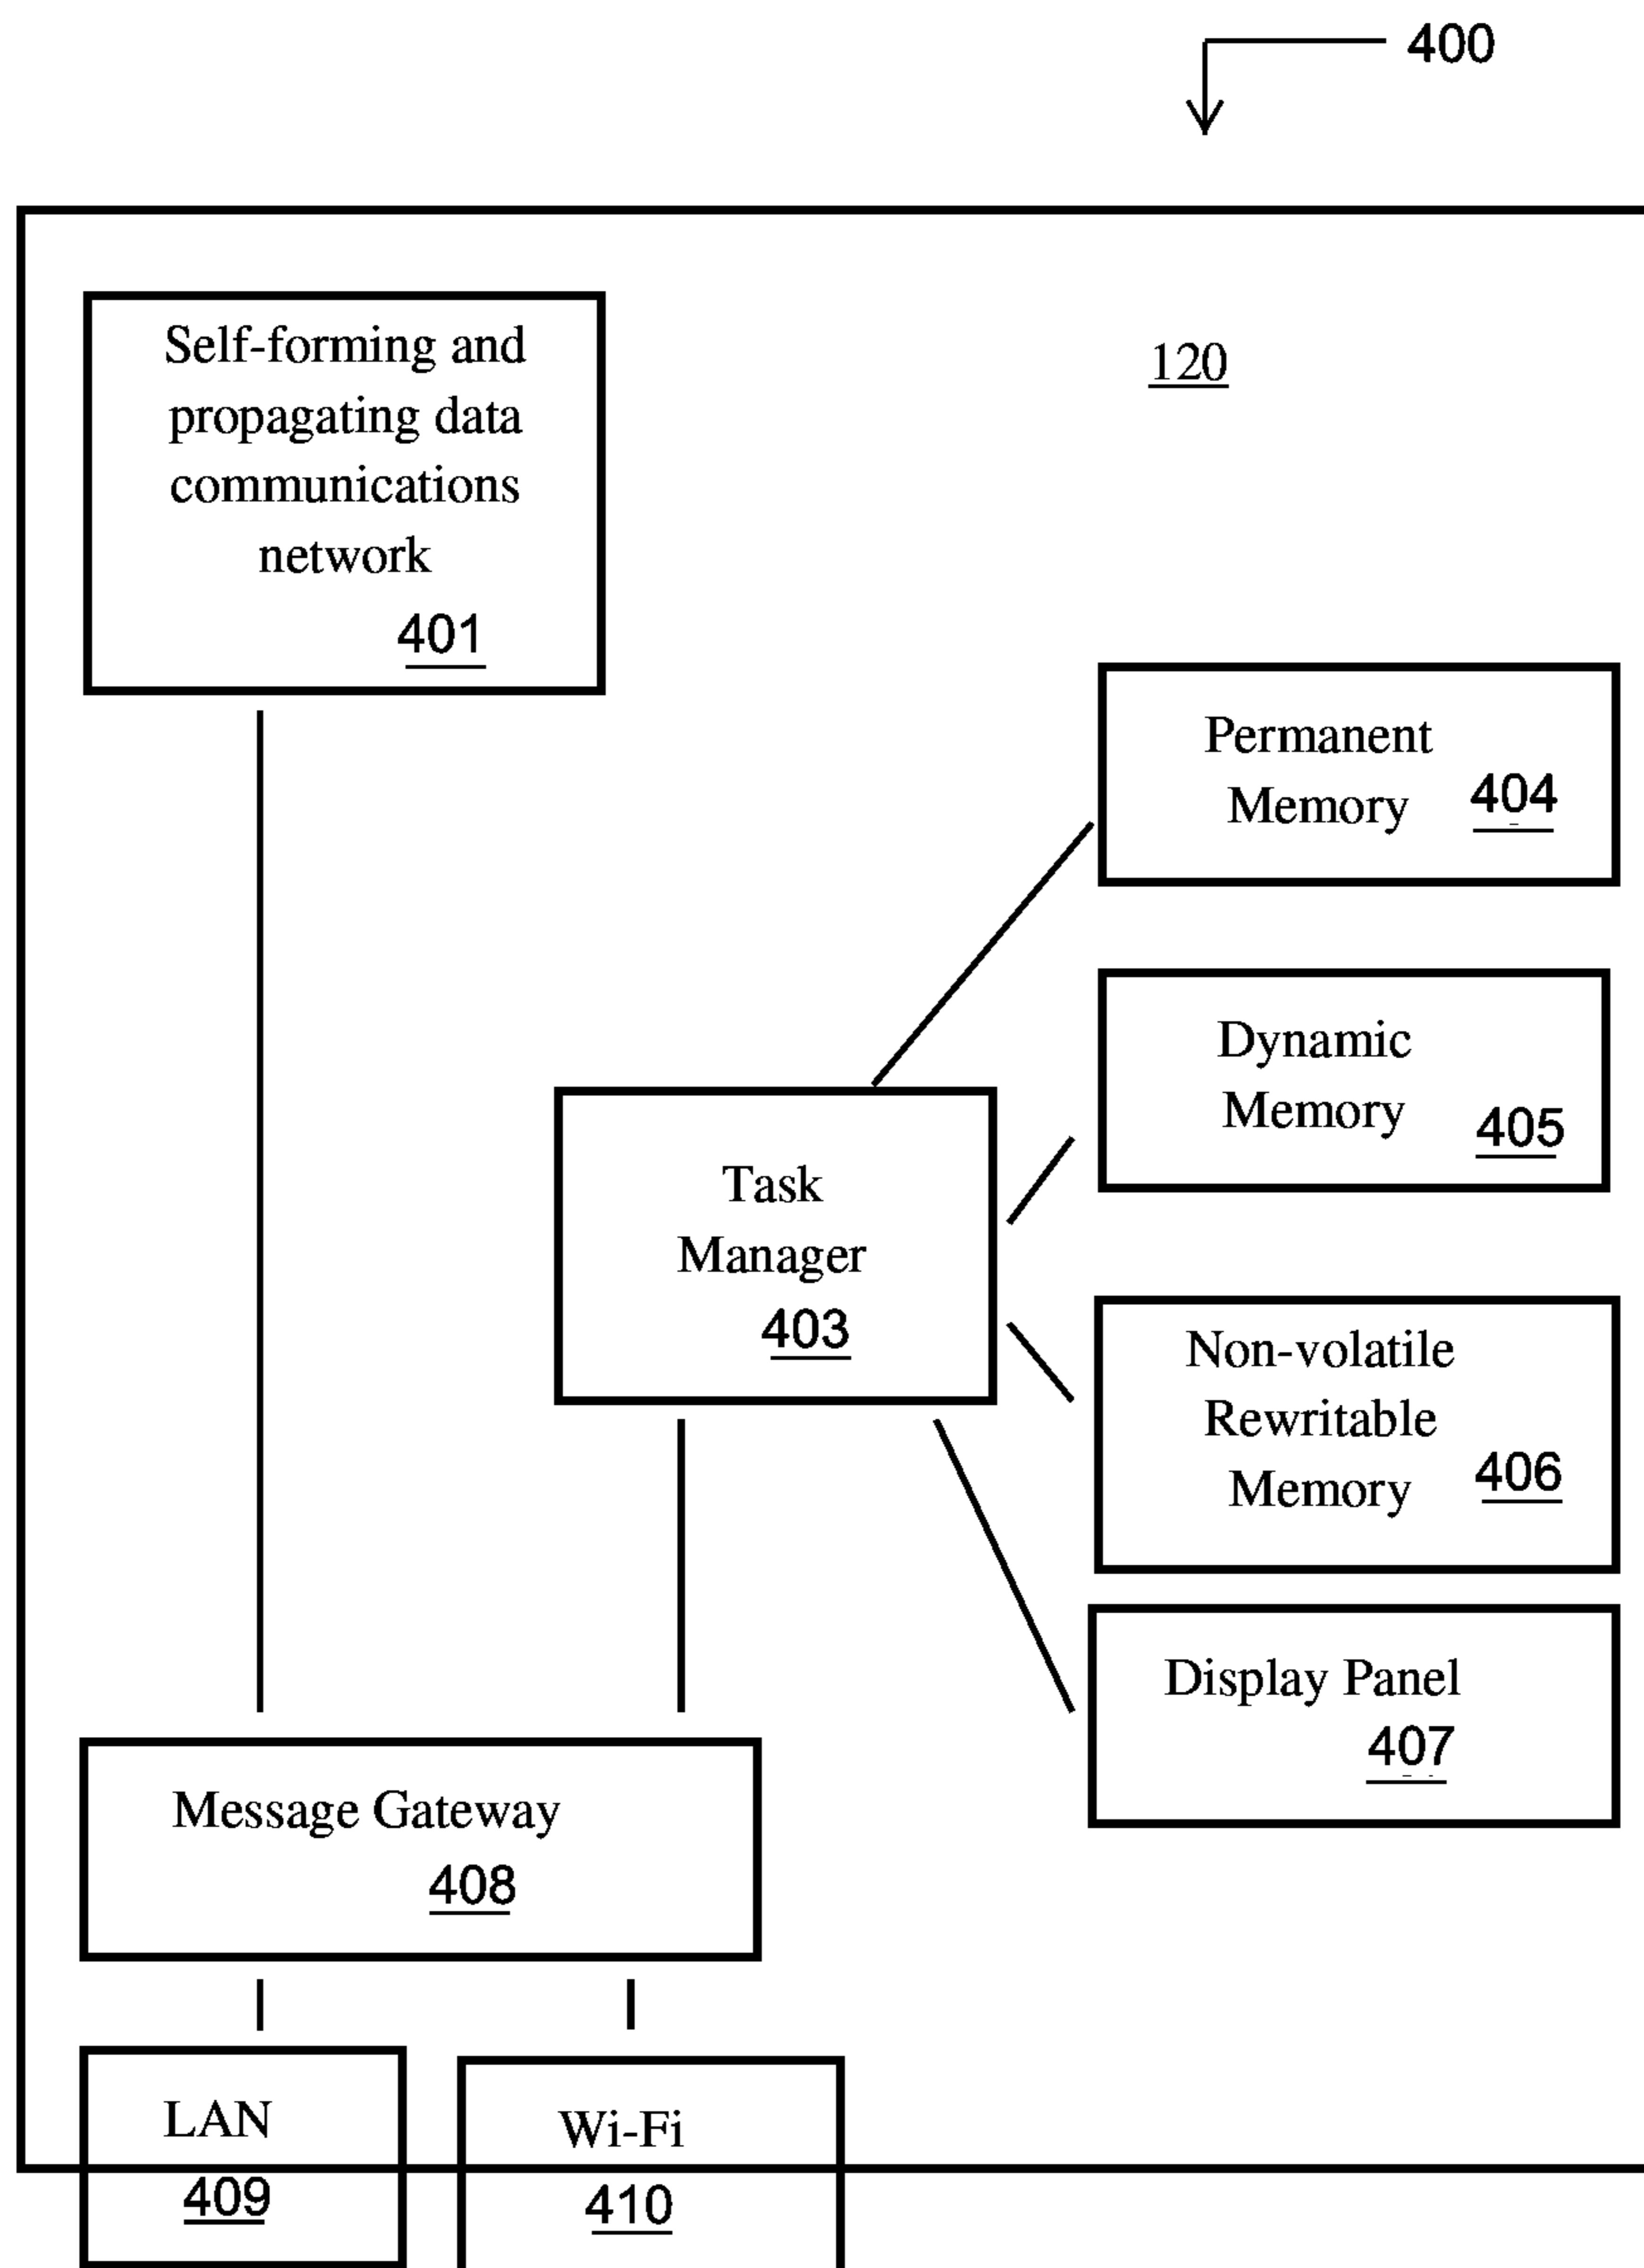 400
120
Self-forming and
propagating data
communications
network
401
Permanent
Memory 404
Dynamic
Memory 405
Task
Manager
403
Non-volatile
Rewritable
Memory 406
Display Panel
407
Message Gateway
408
LAN
409
Wi-Fi
410